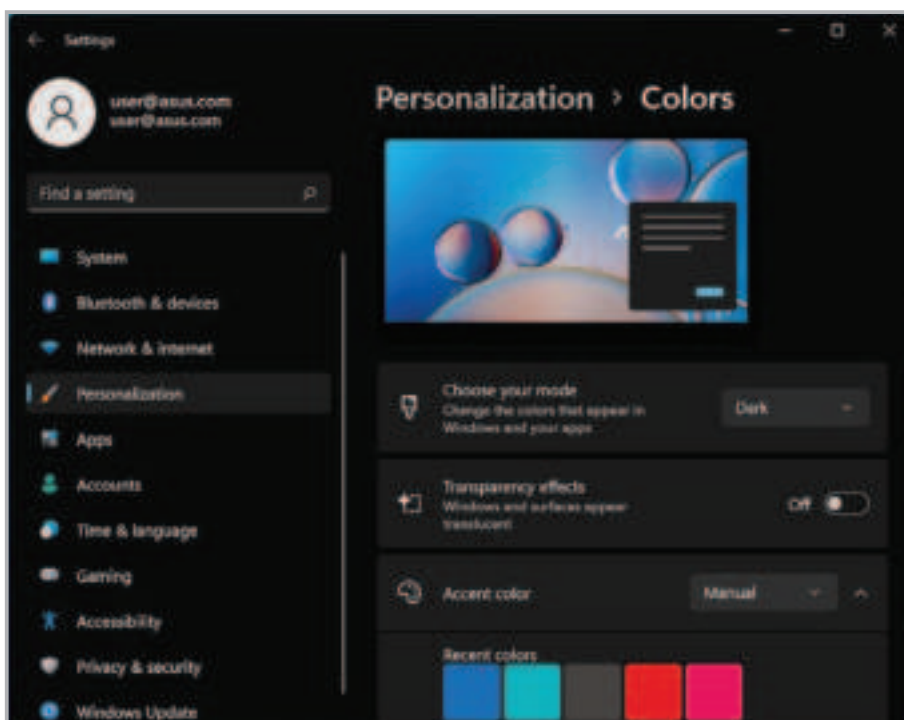 Settings
user@asus.com
user@asus.com
Find a setting
System
Bluetooth & devices
Network & internet
Personalization
Apps
Accounts
Time & language
Gaming
Accessibility
Privacy & security
Windows Update
Personalization > Colors
Choose your mode
Change the colors that appear in
Windows and your apps
Dark
Transparency effects
Windows and surfaces appear
translucent
Off
Accent color
Manual
Recent colors